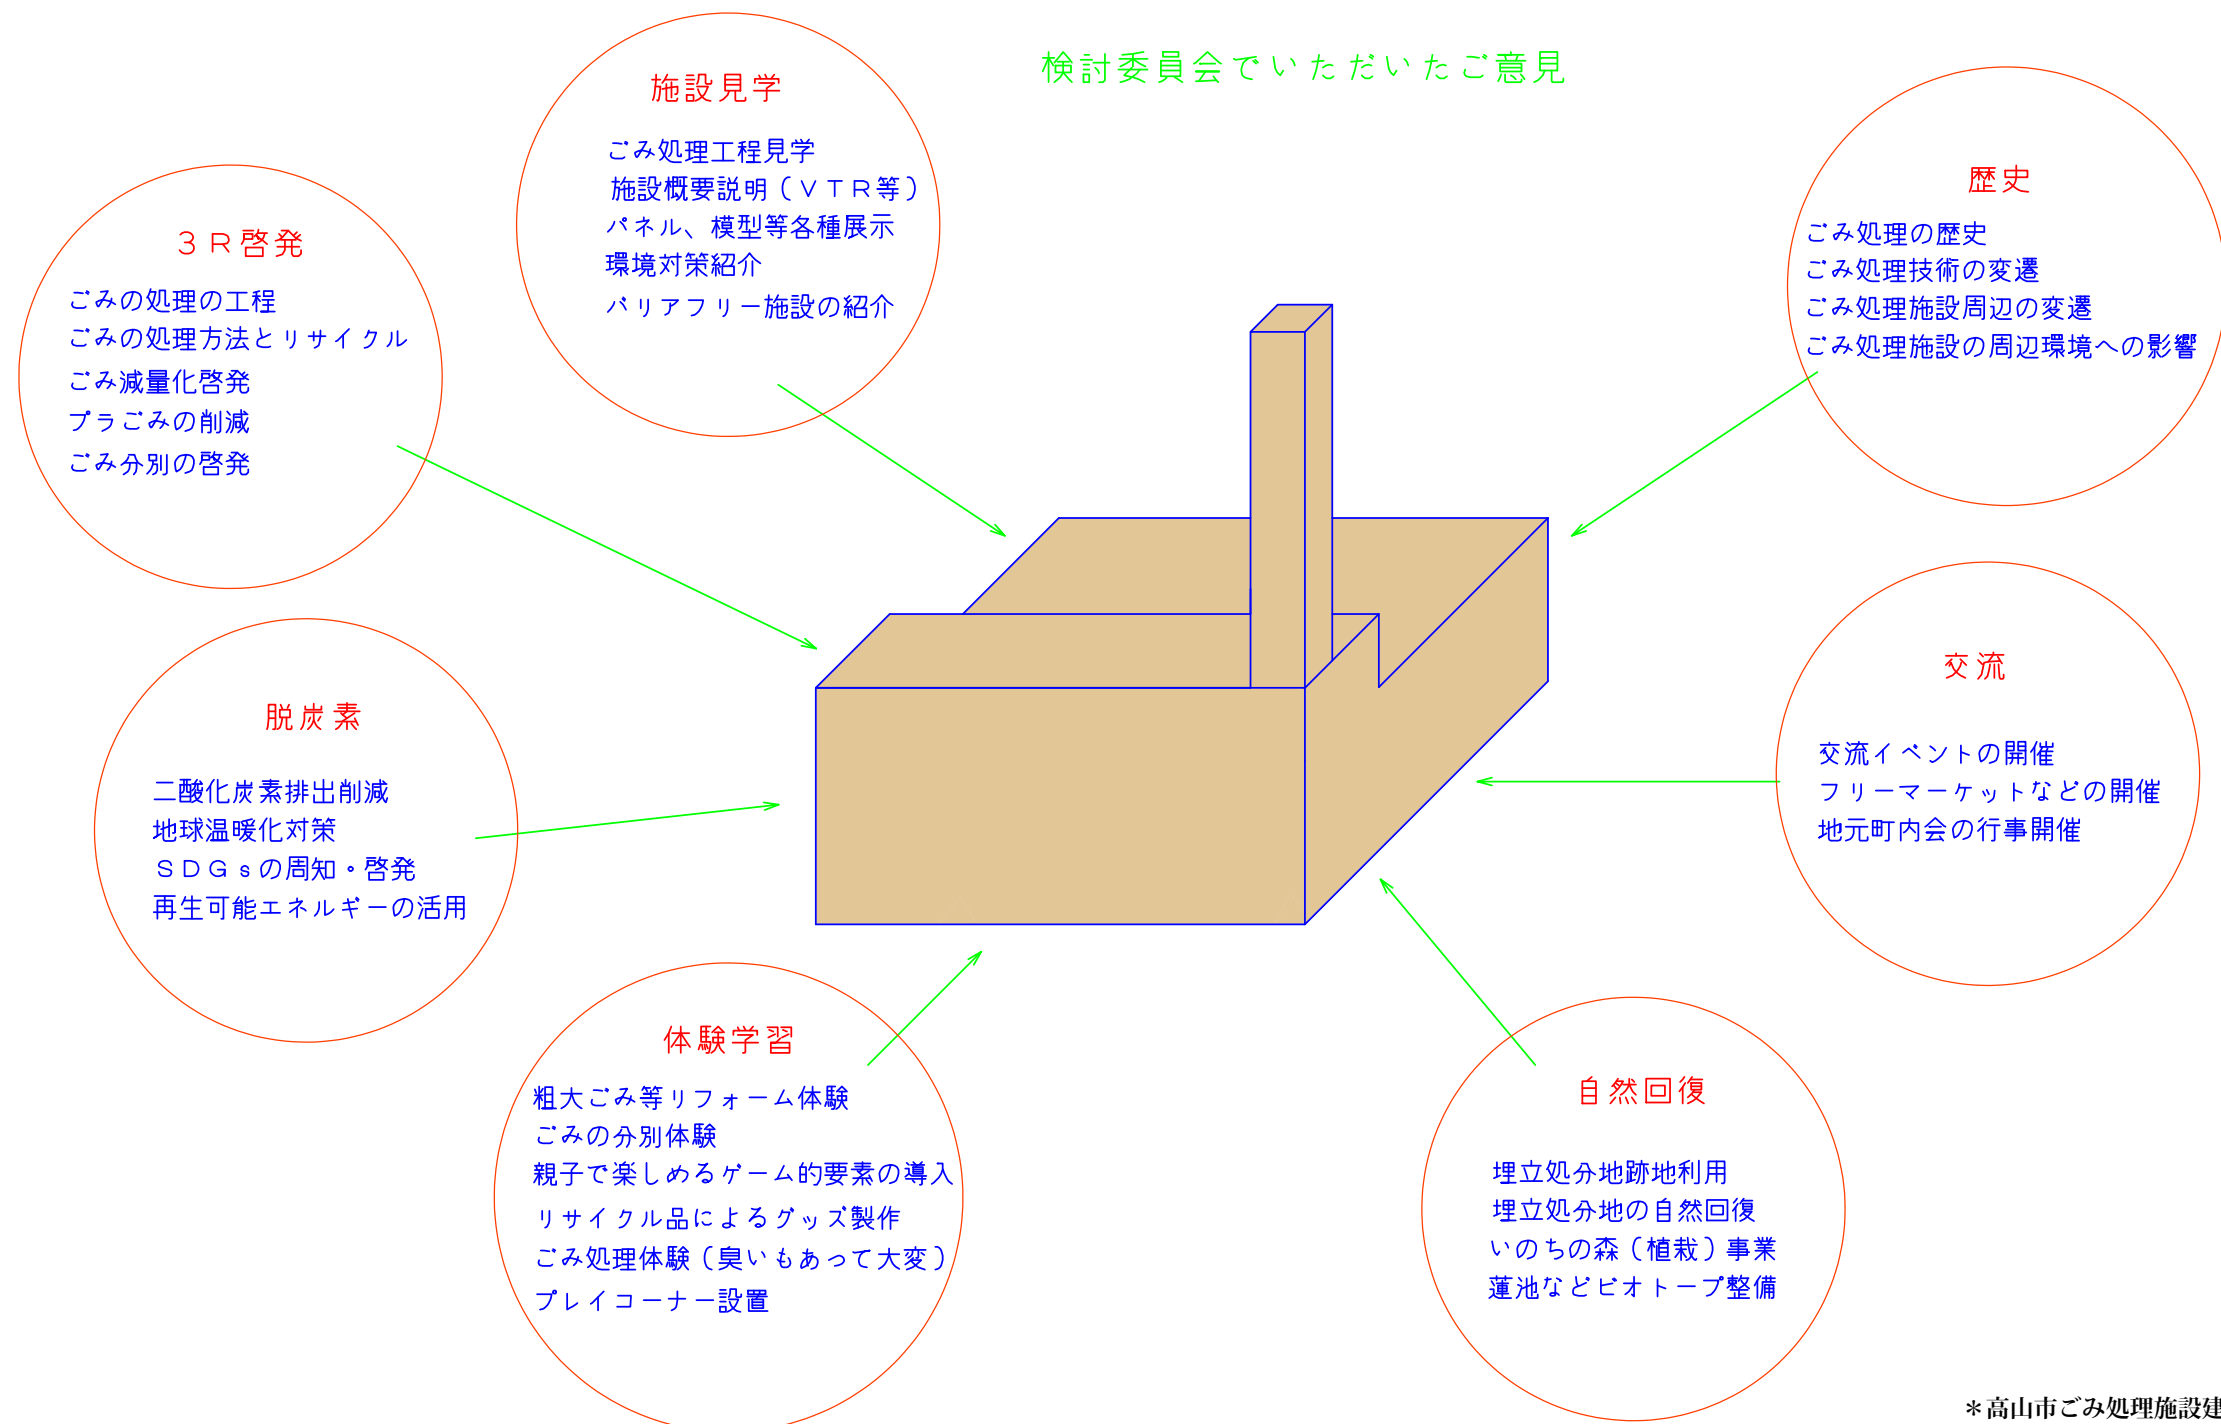 検討委員会でいただいたご意見
施設見学
ごみ処理工程見学
施設概要説明（ＶＴＲ等）
パネル、模型等各種展示
環境対策紹介
バリアフリー施設の紹介
歴史
ごみ処理の歴史
ごみ処理技術の変遷
ごみ処理施設周辺の変遷
ごみ処理施設の周辺環境への影響
３Ｒ啓発
ごみの処理の工程
ごみの処理方法とリサイクル
ごみ減量化啓発
プラごみの削減
ごみ分別の啓発
脱炭素
二酸化炭素排出削減
地球温暖化対策
ＳＤＧｓの周知・啓発
再生可能エネルギーの活用
交流
交流イベントの開催
フリーマーケットなどの開催
地元町内会の行事開催
体験学習
粗大ごみ等リフォーム体験
ごみの分別体験
親子で楽しめるゲーム的要素の導入
リサイクル品によるグッズ製作
ごみ処理体験（臭いもあって大変）
プレイコーナー設置
自然回復
埋立処分地跡地利用
埋立処分地の自然回復
いのちの森（植栽）事業
蓮池などビオトープ整備
＊高山市ごみ処理施設建